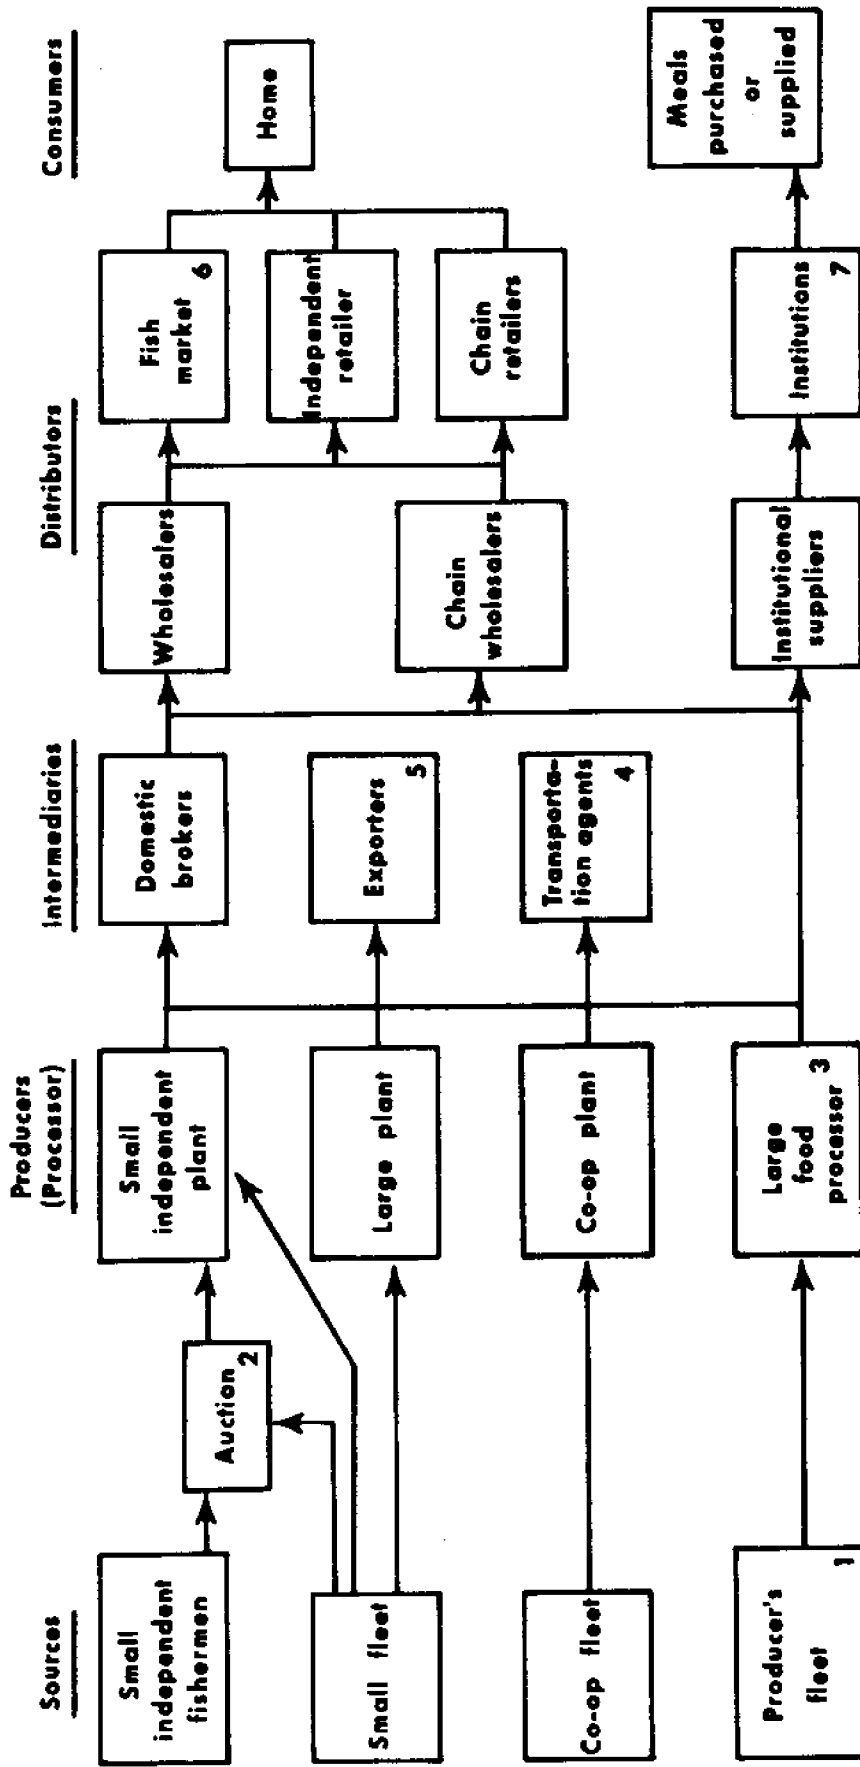 Sources
Producers
(Processor)
Intermediaries
Distributors
Consumers
Small
independent
fishermen
Auction
2
Small
independent
plant
Domestic
brokers
Wholesalers
Fish
market
6
Home
Small fleet
Large plant
Exporters
5
Independent
retailer
Chain
wholesalers
Chain
retailers
Co-op fleet
Co-op plant
Transporta-
tion agents
4
Producer's
fleet
1
Large
food
processor
3
Institutional
suppliers
Institutions
7
Meals
purchased
or
supplied